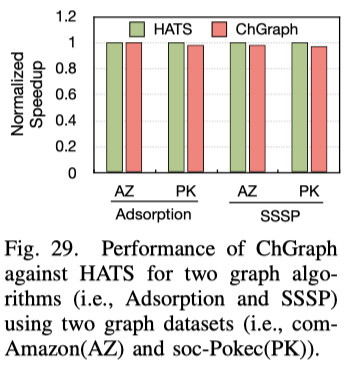 1.2
HATS
ChGraph
1
0.8
0.6
0.4
0.2
0
Normalized
Speedup
AZ PK AZ PK
Adsorption SSSP
Fig. 29. Performance of ChGraph
against HATS for two graph algo-
rithms (i.e., Adsorption and SSSP)
using two graph datasets (i.e., com-
Amazon(AZ) and soc-Pokec(PK)).